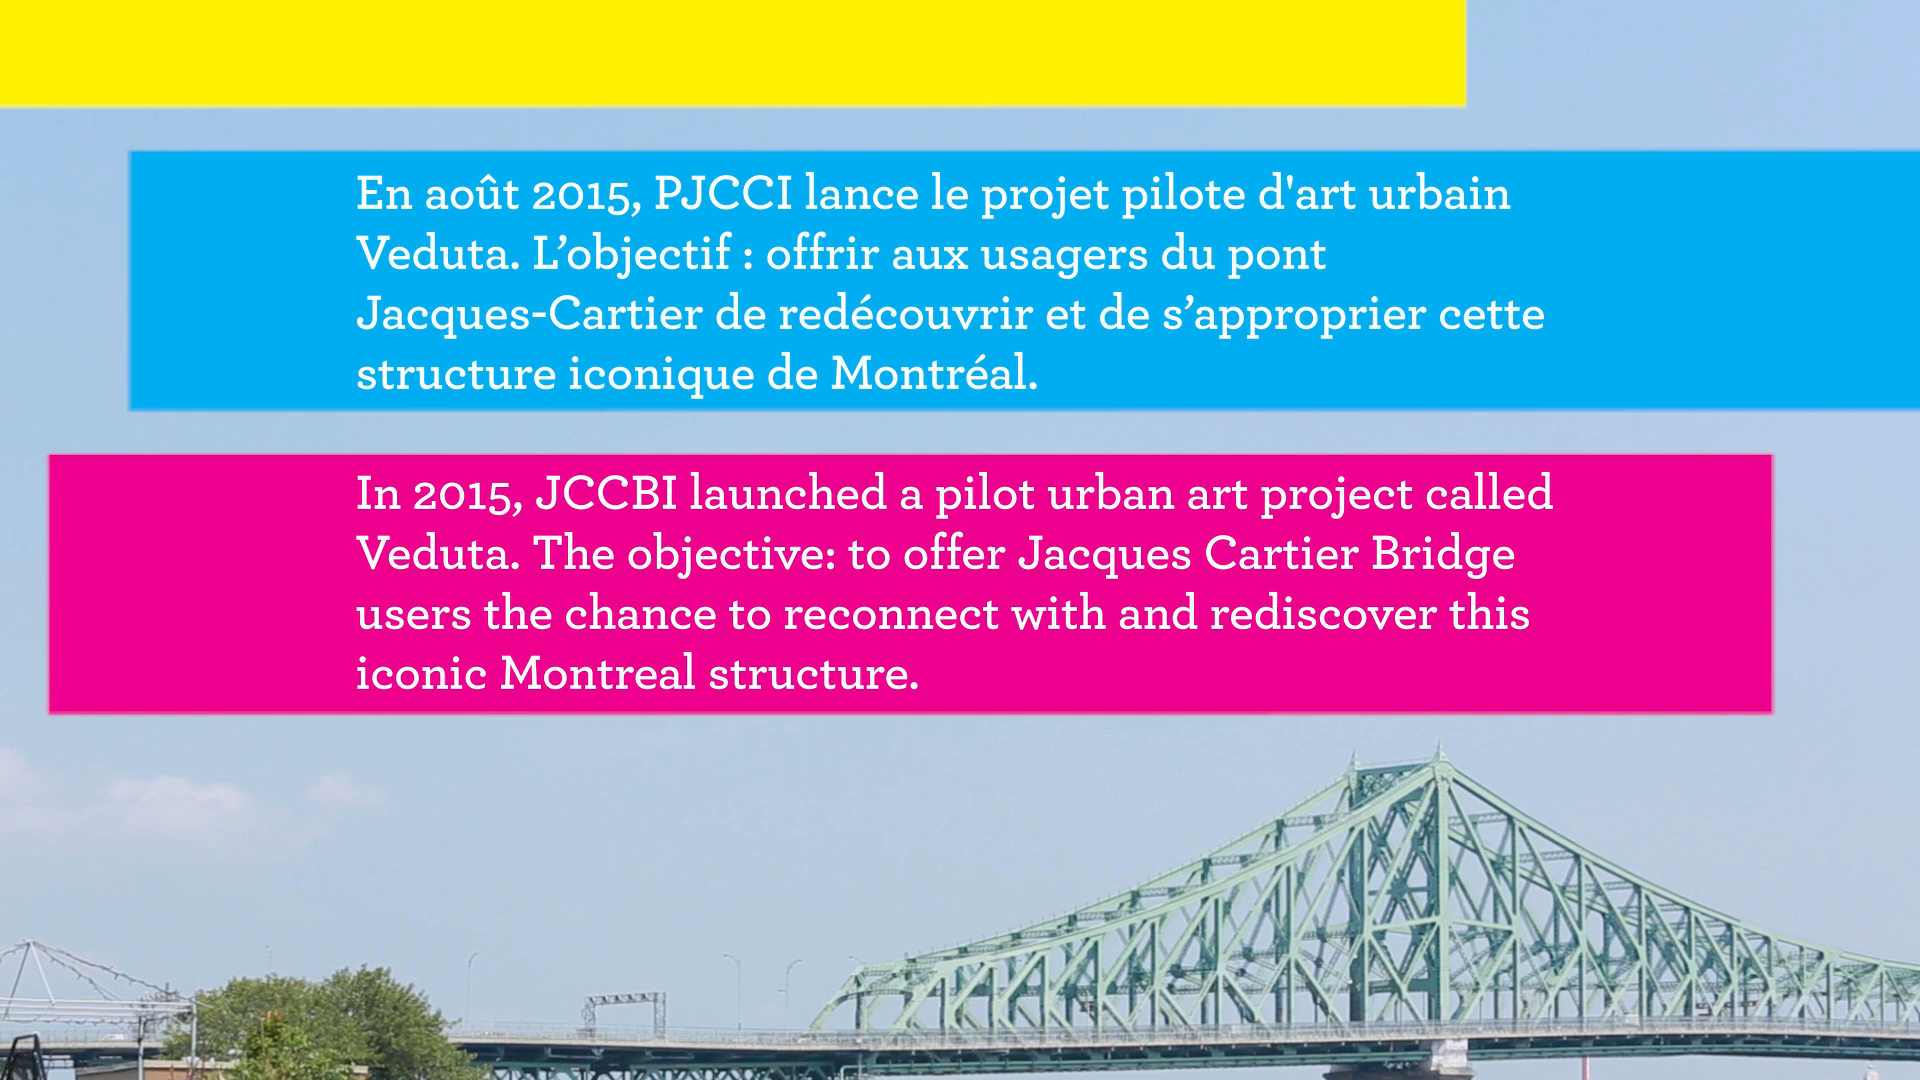 En août 2015, PJCCI lance le projet pilote d'art urbain
Veduta. L’objectif : offrir aux usagers du pont
Jacques-Cartier de redécouvrir et de s’approprier cette
structure iconique de Montréal.
In 2015, JCCBI launched a pilot urban art project called
Veduta. The objective: to offer Jacques Cartier Bridge
users the chance to reconnect with and rediscover this
iconic Montreal structure.